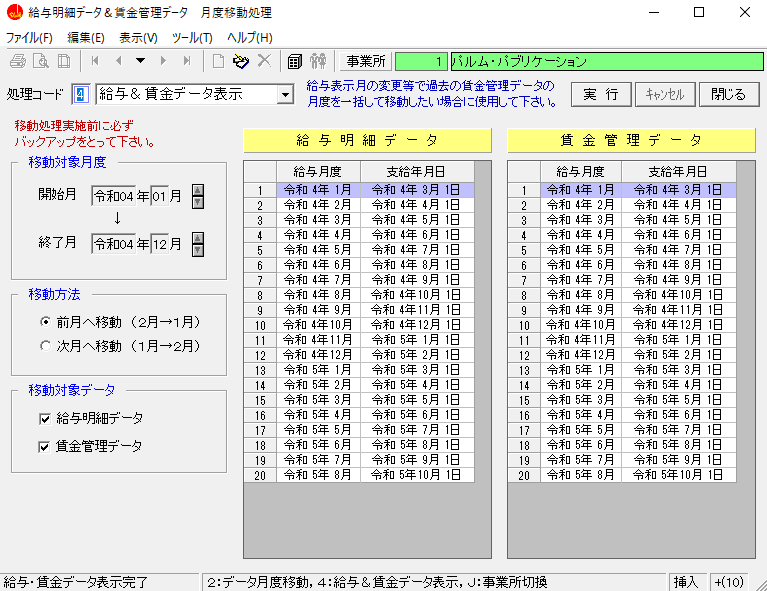 給与明細データ＆賃金管理データ　月度移動処理
ファイル(F)　編集(E)　表示(V)　ツール(T)　ヘルプ(H)
事業所　1　パルム・パブリケーション
処理コード　4　給与＆賃金データ表示
給与表示月の変更等で過去の賃金管理データの
月度を一括して移動したい場合に使用して下さい。
実 行　キャンセル　閉じる
移動処理実施前に必ず
バックアップをとって下さい。
移動対象月度
開始月　令和04 年 01 月
↓
終了月　令和04 年 12 月
移動方法
前月へ移動（2月→1月）
次月へ移動（1月→2月）
移動対象データ
給与明細データ
賃金管理データ
給 与 明 細 デ ー タ
給与月度　支給年月日
1　令和 4年 1月　令和 4年 3月 1日
2　令和 4年 2月　令和 4年 4月 1日
3　令和 4年 3月　令和 4年 5月 1日
4　令和 4年 4月　令和 4年 6月 1日
5　令和 4年 5月　令和 4年 7月 1日
6　令和 4年 6月　令和 4年 8月 1日
7　令和 4年 7月　令和 4年 9月 1日
8　令和 4年 8月　令和 4年10月 1日
9　令和 4年 9月　令和 4年11月 1日
10　令和 4年10月　令和 4年12月 1日
11　令和 4年11月　令和 5年 1月 1日
12　令和 4年12月　令和 5年 2月 1日
13　令和 5年 1月　令和 5年 3月 1日
14　令和 5年 2月　令和 5年 4月 1日
15　令和 5年 3月　令和 5年 5月 1日
16　令和 5年 4月　令和 5年 6月 1日
17　令和 5年 5月　令和 5年 7月 1日
18　令和 5年 6月　令和 5年 8月 1日
19　令和 5年 7月　令和 5年 9月 1日
20　令和 5年 8月　令和 5年10月 1日
賃 金 管 理 デ ー タ
給与月度　支給年月日
1　令和 4年 1月　令和 4年 3月 1日
2　令和 4年 2月　令和 4年 4月 1日
3　令和 4年 3月　令和 4年 5月 1日
4　令和 4年 4月　令和 4年 6月 1日
5　令和 4年 5月　令和 4年 7月 1日
6　令和 4年 6月　令和 4年 8月 1日
7　令和 4年 7月　令和 4年 9月 1日
8　令和 4年 8月　令和 4年10月 1日
9　令和 4年 9月　令和 4年11月 1日
10　令和 4年10月　令和 4年12月 1日
11　令和 4年11月　令和 5年 1月 1日
12　令和 4年12月　令和 5年 2月 1日
13　令和 5年 1月　令和 5年 3月 1日
14　令和 5年 2月　令和 5年 4月 1日
15　令和 5年 3月　令和 5年 5月 1日
16　令和 5年 4月　令和 5年 6月 1日
17　令和 5年 5月　令和 5年 7月 1日
18　令和 5年 6月　令和 5年 8月 1日
19　令和 5年 7月　令和 5年 9月 1日
20　令和 5年 8月　令和 5年10月 1日
給与・賃金データ表示完了　2：データ月度移動，4：給与＆賃金データ表示，J：事業所切換　挿入　+(10)